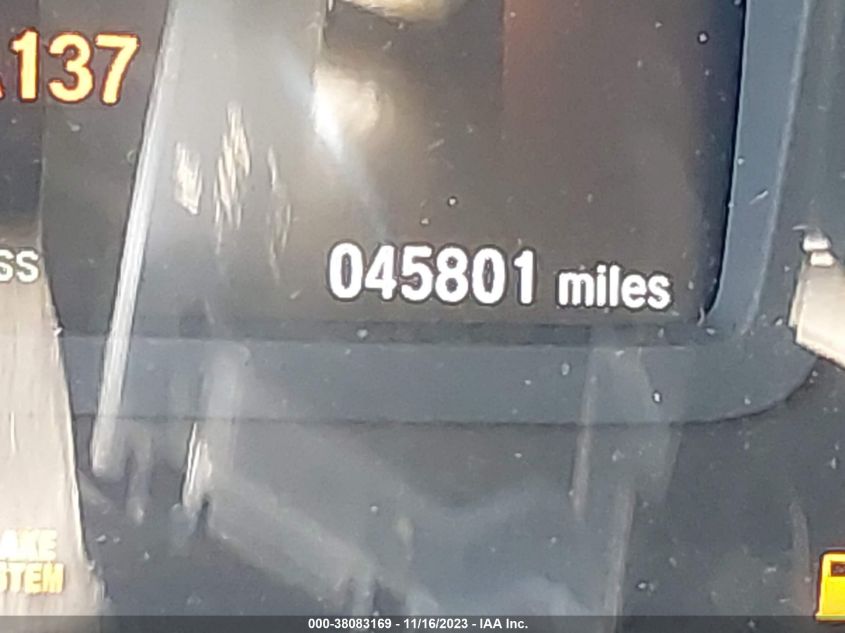 137
SS
045801 miles
AKE
STEM
000-38083169 - 11/16/2023 - IAA Inc.